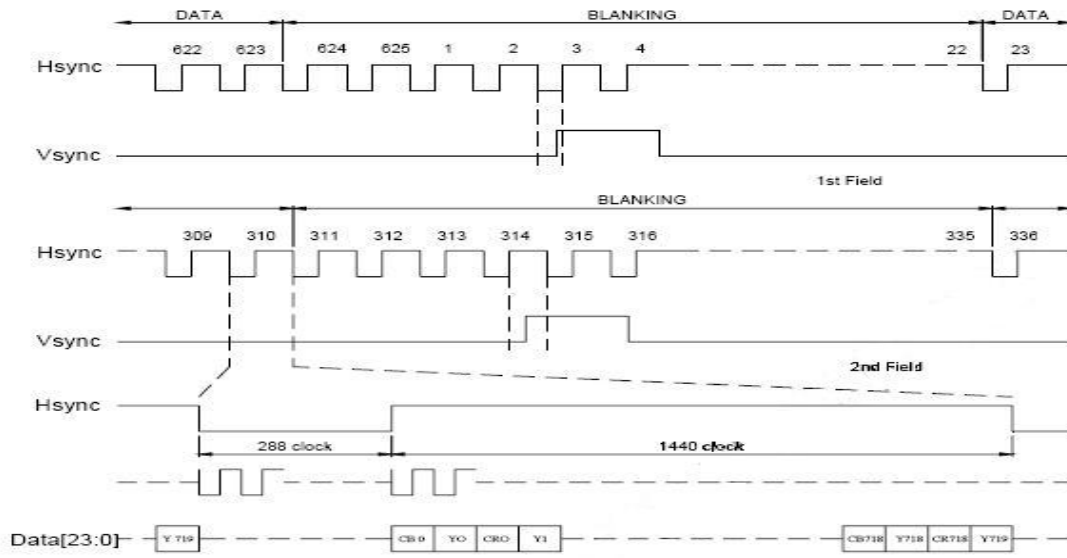 DATA BLANKING DATA
622 623 624 625 1 2 3 4 22 23
Hsync
Vsync
1st Field
BLANKING
309 310 311 312 313 314 315 316 335 336
Hsync
Vsync
2nd Field
Hsync
288 clock 1440 clock
Data[23:0] Y 719 CB 0 YO CRO Y1 CB718 Y718 CR718 Y719